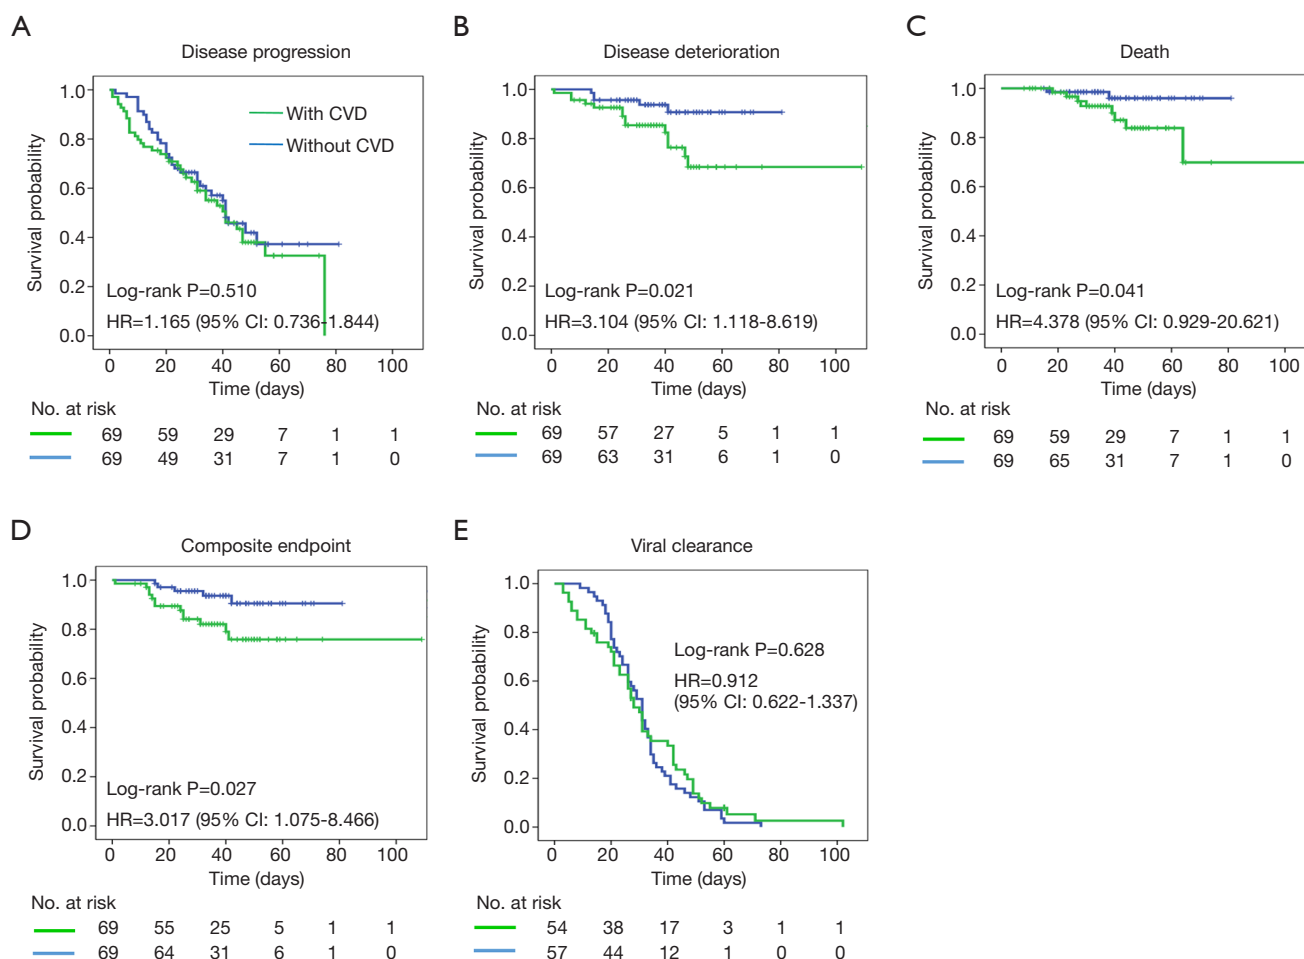 A
Disease progression
Survival probability
1.0
0.8
0.6
0.4
0.2
0.0
With CVD
Without CVD
Log-rank P=0.510
HR=1.165 (95% CI: 0.736-1.844)
0 20 40 60 80 100
Time (days)
No. at risk
69 59 29 7 1 1
69 49 31 7 1 0
B
Disease deterioration
Survival probability
1.0
0.8
0.6
0.4
0.2
0.0
Log-rank P=0.021
HR=3.104 (95% CI: 1.118-8.619)
0 20 40 60 80 100
Time (days)
No. at risk
69 57 27 5 1 1
69 63 31 6 1 0
C
Death
Survival probability
1.0
0.8
0.6
0.4
0.2
0.0
Log-rank P=0.041
HR=4.378 (95% CI: 0.929-20.621)
0 20 40 60 80 100
Time (days)
No. at risk
69 59 29 7 1 1
69 65 31 7 1 0
D
Composite endpoint
Survival probability
1.0
0.8
0.6
0.4
0.2
0.0
Log-rank P=0.027
HR=3.017 (95% CI: 1.075-8.466)
0 20 40 60 80 100
Time (days)
No. at risk
69 55 25 5 1 1
69 64 31 6 1 0
E
Viral clearance
Survival probability
1.0
0.8
0.6
0.4
0.2
0.0
Log-rank P=0.628
HR=0.912
(95% CI: 0.622-1.337)
0 20 40 60 80 100
Time (days)
No. at risk
54 38 17 3 1 1
57 44 12 1 0 0